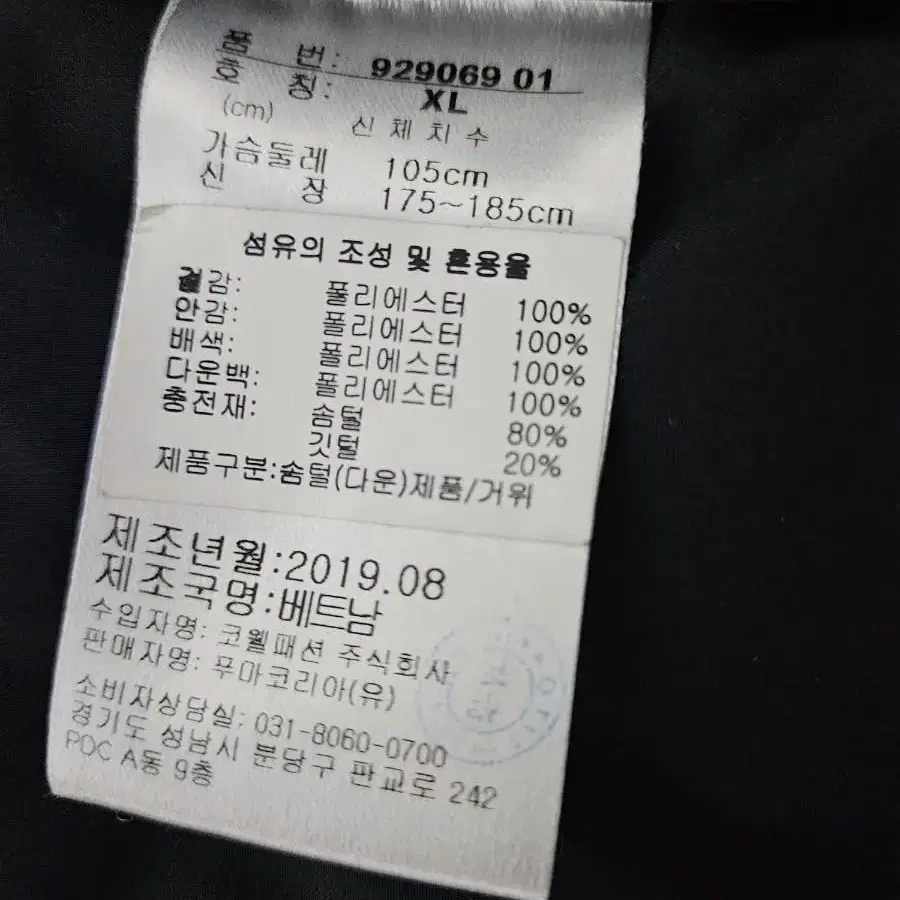 품 번: 929069 01
호 칭: XL
(cm) 신체치수
가슴둘레 105cm
신 장 175~185cm
섬유의 조성 및 혼용율
겉감: 폴리에스터 100%
안감: 폴리에스터 100%
배색: 폴리에스터 100%
다운백: 폴리에스터 100%
충전재: 솜털 80%
깃털 20%
제품구분:솜털(다운)제품/거위
제조년월:2019.08
제조국명:베트남
수입자명: 코웰패션 주식회사
판매자명: 푸마코리아(유)
소비자상담실: 031-8060-0700
경기도 성남시 분당구 판교로 242
PDC A동 9층